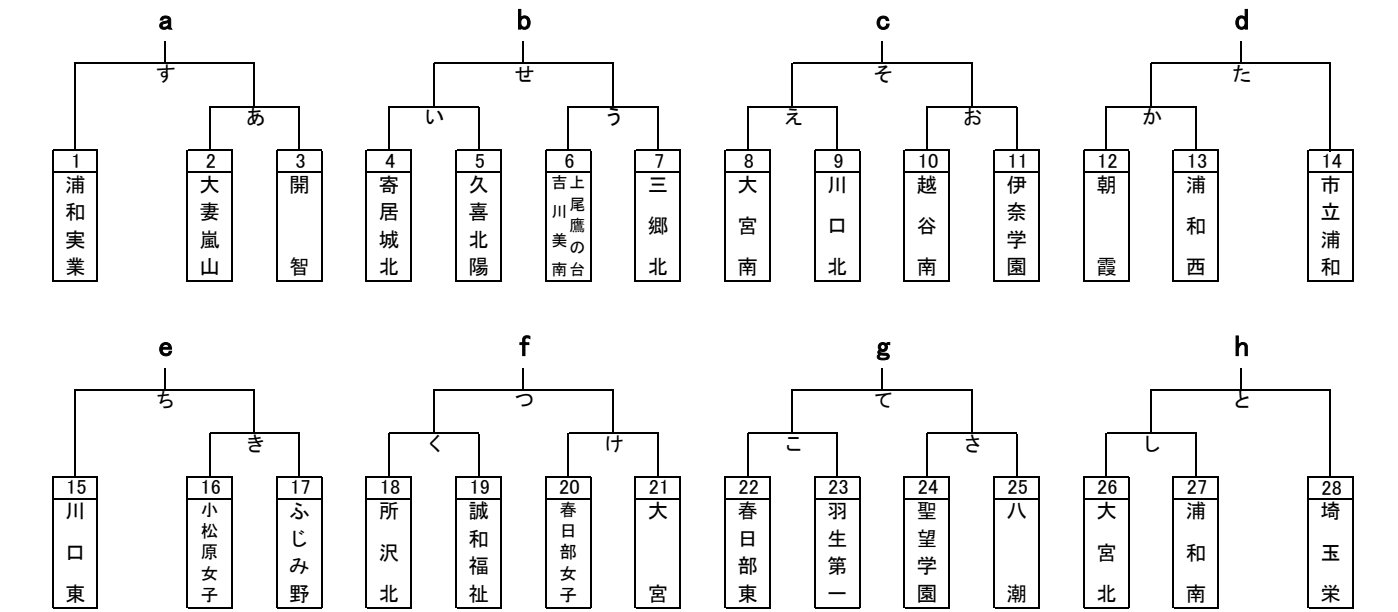 a b c d
す せ そ た
あ い う え お か
1 2 3 4 5 6 7 8 9 10 11 12 13 14
浦和実業
大妻嵐山
開智
寄居城北
久喜北陽
上尾鷹の台
吉川美南
三郷北
大宮南
川口北
越谷南
伊奈学園
朝霞
浦和西
市立浦和
e f g h
ち つ て と
き く け こ さ し
15 16 17 18 19 20 21 22 23 24 25 26 27 28
川口東
小松原女子
ふじみ野
所沢北
誠和福祉
春日部女子
大宮
春日部東
羽生第一
聖望学園
八潮
大宮北
浦和南
埼玉栄